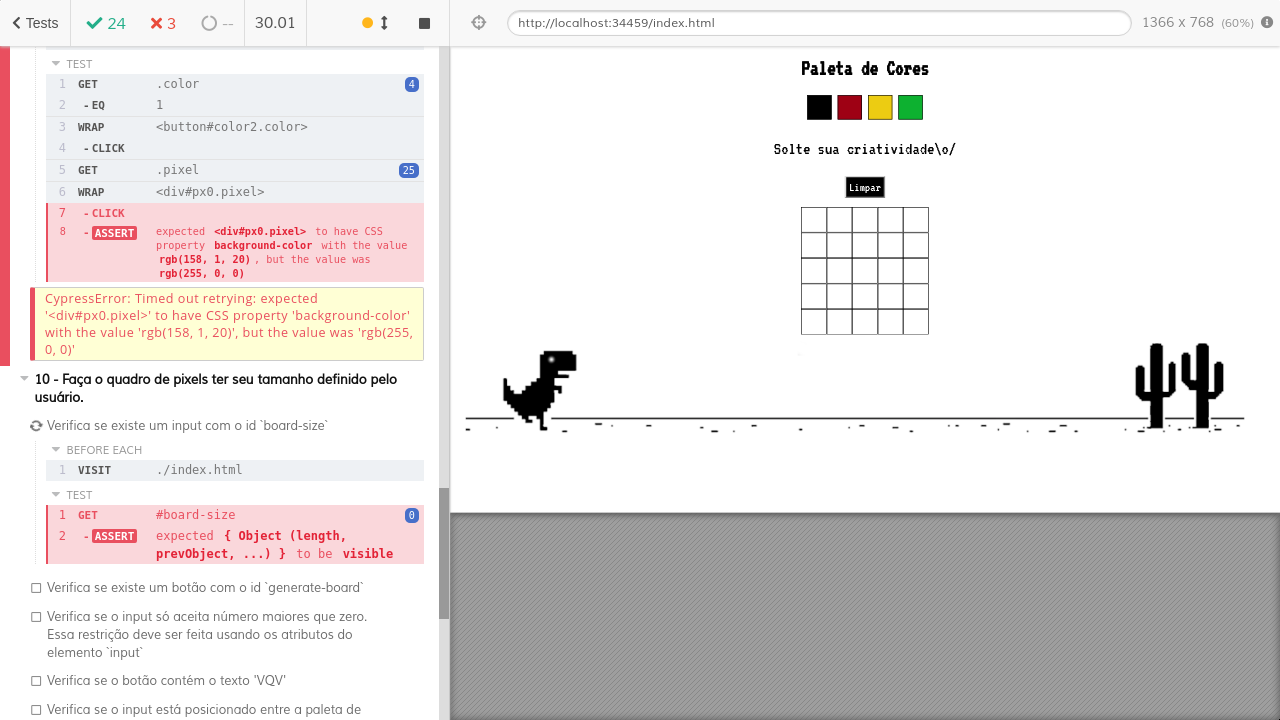 Tests 24 3 -- 30.01
http://localhost:34459/index.html 1366 x 768 (60%)
TEST
1 GET .color 4
2 - EQ 1
3 WRAP <button#color2.color>
4 - CLICK
5 GET .pixel 25
6 WRAP <div#px0.pixel>
7 - CLICK
8 - ASSERT expected <div#px0.pixel> to have CSS
property background-color with the value
rgb(158, 1, 20), but the value was
rgb(255, 0, 0)
CypressError: Timed out retrying: expected
'<div#px0.pixel>' to have CSS property 'background-color'
with the value 'rgb(158, 1, 20)', but the value was 'rgb(255,
0, 0)'
10 - Faça o quadro de pixels ter seu tamanho definido pelo
usuário.
Verifica se existe um input com o id `board-size`
BEFORE EACH
1 VISIT ./index.html
TEST
1 GET #board-size 0
2 - ASSERT expected { Object (length,
prevObject, ...) } to be visible
Verifica se existe um botão com o id `generate-board`
Verifica se o input só aceita número maiores que zero.
Essa restrição deve ser feita usando os atributos do
elemento `input`
Verifica se o botão contém o texto 'VQV'
Verifica se o input está posicionado entre a paleta de
Paleta de Cores
Solte sua criatividade\o/
Limpar